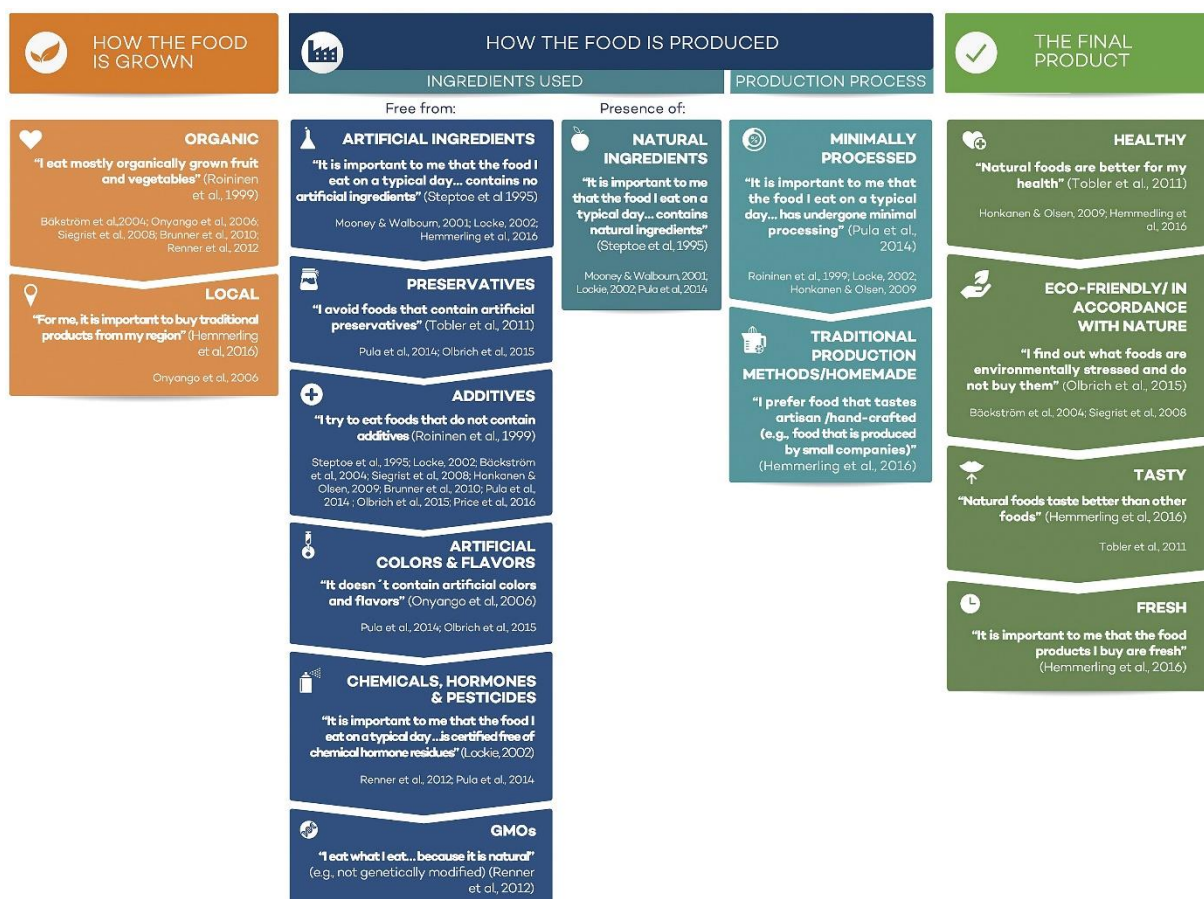 HOW THE FOOD
IS GROWN
ORGANIC
“I eat mostly organically grown fruit
and vegetables” (Roininen
et al., 1999)
Bäkström et al.,2004; Onyango et al., 2006;
Siegrist et al., 2008; Brunner et al., 2010;
Renner et al., 2012
LOCAL
“For me, it is important to buy traditional
products from my region” (Hemmerling
et al., 2016)
Onyango et al., 2006
HOW THE FOOD IS PRODUCED
INGREDIENTS USED
PRODUCTION PROCESS
Free from:
ARTIFICIAL INGREDIENTS
“It is important to me that the food I
eat on a typical day... contains no
artificial ingredients” (Steptoe et al 1995)
Mooney & Walbourn, 2001; Locke, 2002;
Hemmerling et al., 2016
PRESERVATIVES
“I avoid foods that contain artificial
preservatives” (Tobler et al., 2011)
Pula et al., 2014; Olbrich et al., 2015
ADDITIVES
“I try to eat foods that do not contain
additives (Roininen et al., 1999)
Steptoe et al., 1995; Locke, 2002; Bäckström
et al., 2004; Siegrist et al., 2008; Honkanen &
Olsen, 2009; Brunner et al., 2010; Pula et al.,
2014 ; Olbrich et al., 2015; Price et al., 2016
ARTIFICIAL
COLORS & FLAVORS
“It doesn ´t contain artificial colors
and flavors” (Onyango et al., 2006)
Pula et al., 2014; Olbrich et al., 2015
CHEMICALS, HORMONES
& PESTICIDES
“It is important to me that the food I
eat on a typical day ...is certified free of
chemical hormone residues” (Lockie, 2002)
Renner et al., 2012; Pula et al., 2014
GMOs
“I eat what I eat... because it is natural”
(e.g., not genetically modified) (Renner
et al., 2012)
Presence of:
NATURAL
INGREDIENTS
“It is important to me
that the food I eat on a
typical day... contains
natural ingredients”
(Steptoe et al. 1995)
Mooney & Walbourn, 2001;
Lockie, 2002; Pula et al., 2014
MINIMALLY
PROCESSED
“It is important to me that
the food I eat on a typical
day... has undergone minimal
processing” (Pula et al.,
2014)
Roininen et al., 1999; Locke, 2002;
Honkanen & Olsen, 2009
TRADITIONAL
PRODUCTION
METHODS/HOMEMADE
“I prefer food that tastes
artisan /hand-crafted
(e.g., food that is produced
by small companies)”
(Hemmerling et al., 2016)
THE FINAL
PRODUCT
HEALTHY
“Natural foods are better for my
health” (Tobler et al., 2011)
Honkanen & Olsen, 2009; Hemmedling et
al, 2016
ECO-FRIENDLY/ IN
ACCORDANCE
WITH NATURE
“I find out what foods are
environmentally stressed and do
not buy them” (Olbrich et al., 2015)
Bäckström et al., 2004; Siegrist et al., 2008
TASTY
“Natural foods taste better than other
foods” (Hemmerling et al., 2016)
Tobler et al., 2011
FRESH
“It is important to me that the food
products I buy are fresh”
(Hemmerling et al., 2016)